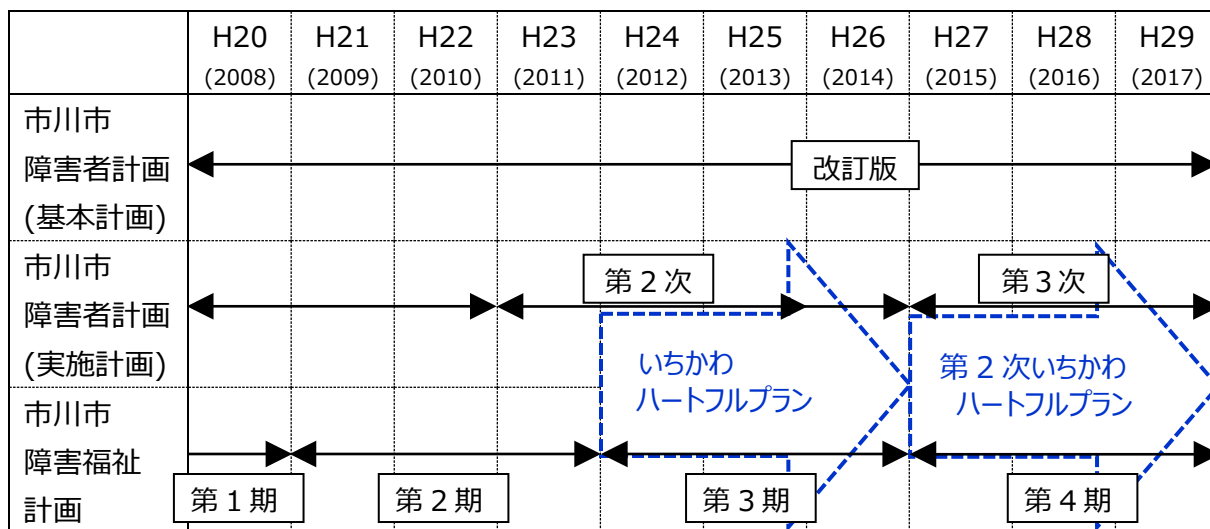 H20 H21 H22 H23 H24 H25 H26 H27 H28 H29
(2008) (2009) (2010) (2011) (2012) (2013) (2014) (2015) (2016) (2017)
市川市
障害者計画
(基本計画)
改訂版
市川市
障害者計画
(実施計画)
第2次
第3次
いちかわ
ハートフルプラン
第2次いちかわ
ハートフルプラン
市川市
障害福祉
計画
第1期
第2期
第3期
第4期